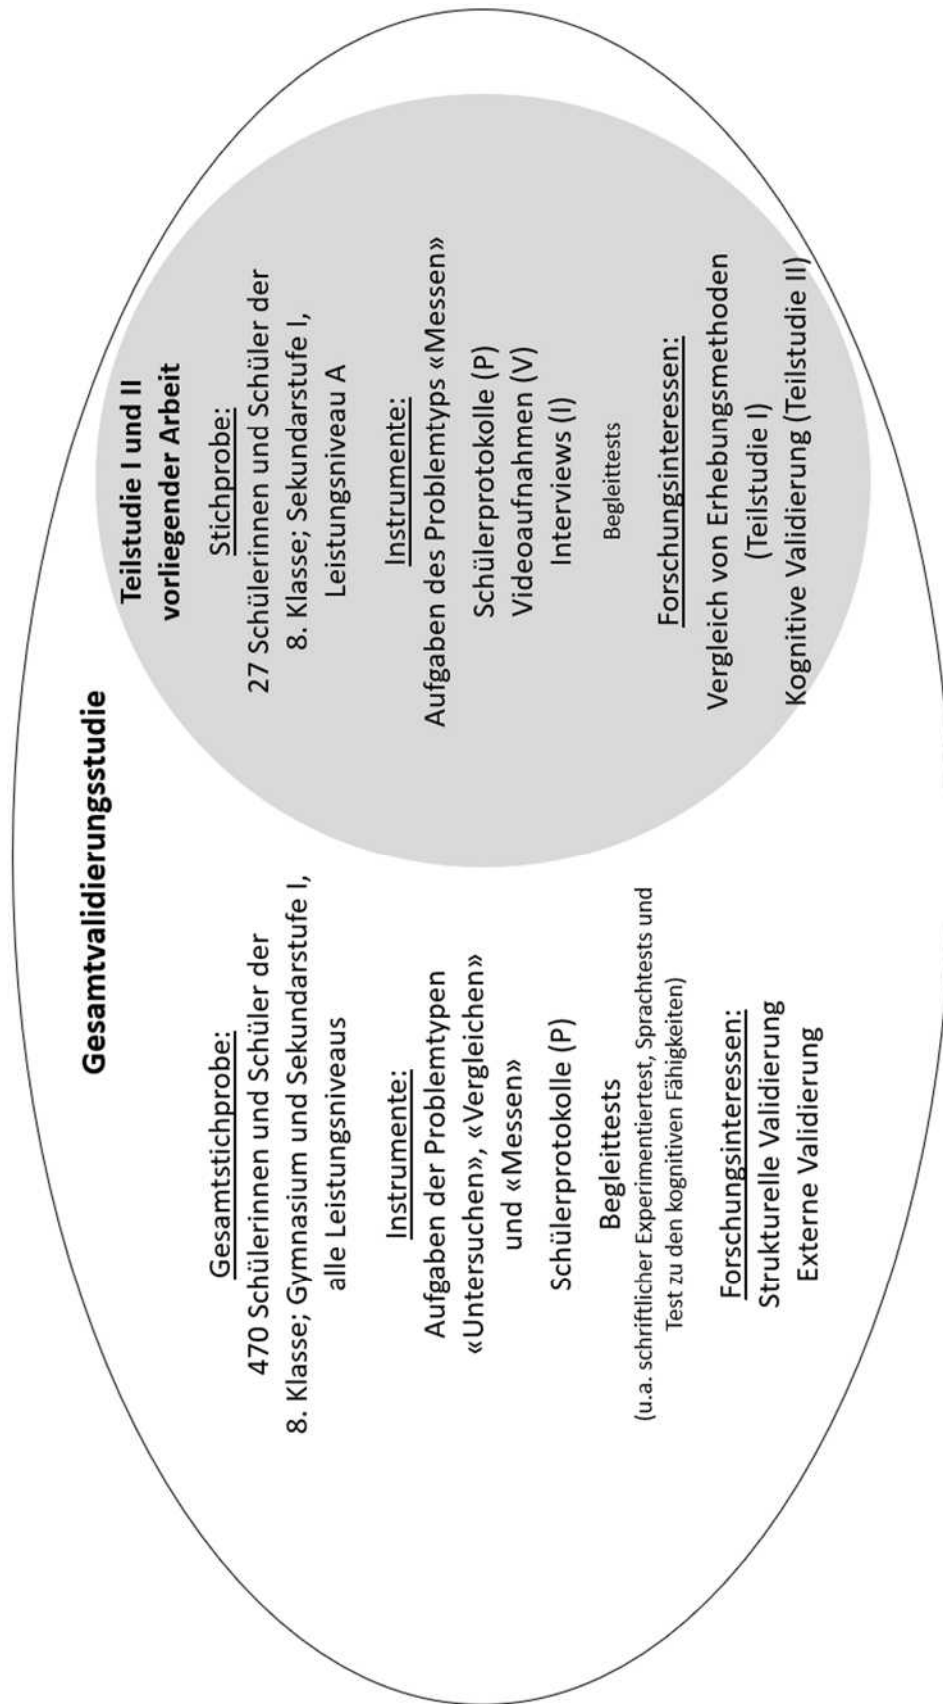 Gesamtvalidierungsstudie
Gesamtstichprobe:
470 Schülerinnen und Schüler der
8. Klasse; Gymnasium und Sekundarstufe I,
alle Leistungsniveaus
Instrumente:
Aufgaben der Problemtypen
«Untersuchen», «Vergleichen»
und «Messen»
Schülerprotokolle (P)
Begleittests
(u.a. schriftlicher Experimentiertest, Sprachtests und
Test zu den kognitiven Fähigkeiten)
Forschungsinteressen:
Strukturelle Validierung
Externe Validierung
Teilstudie I und II
vorliegender Arbeit
Stichprobe:
27 Schülerinnen und Schüler der
8. Klasse; Sekundarstufe I,
Leistungsniveau A
Instrumente:
Aufgaben des Problemtyps «Messen»
Schülerprotokolle (P)
Videoaufnahmen (V)
Interviews (I)
Begleittests
Forschungsinteressen:
Vergleich von Erhebungsmethoden
(Teilstudie I)
Kognitive Validierung (Teilstudie II)